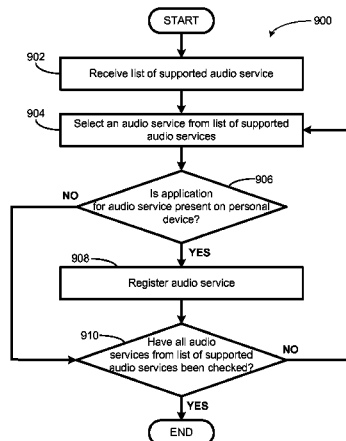 START
900
902
Receive list of supported audio service
904
Select an audio service from list of supported
audio services
906
NO
Is application
for audio service present on personal
device?
YES
908
Register audio service
910
Have all audio
services from list of supported
audio services been checked?
NO
YES
END